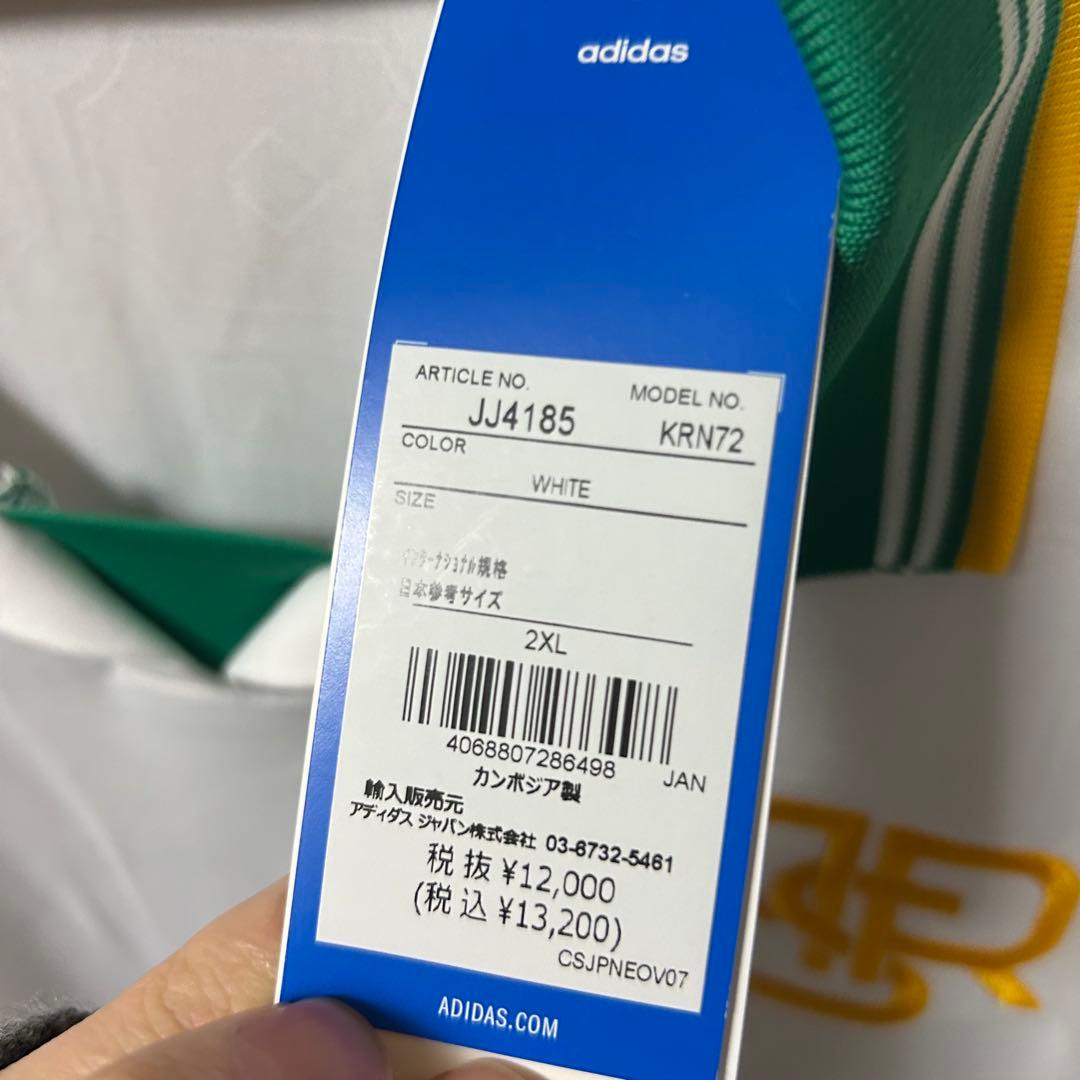 adidas
ARTICLE NO. MODEL NO.
JJ4185 KRN72
COLOR
WHITE
SIZE
インターナショナル規格
日本参考サイズ
2XL
4068807286498 JAN
カンボジア製
輸入販売元
アディダス ジャパン株式会社 03-6732-5461
税 抜 ¥12,000
(税 込 ¥13,200)
CSJPNEOV07
ADIDAS.COM